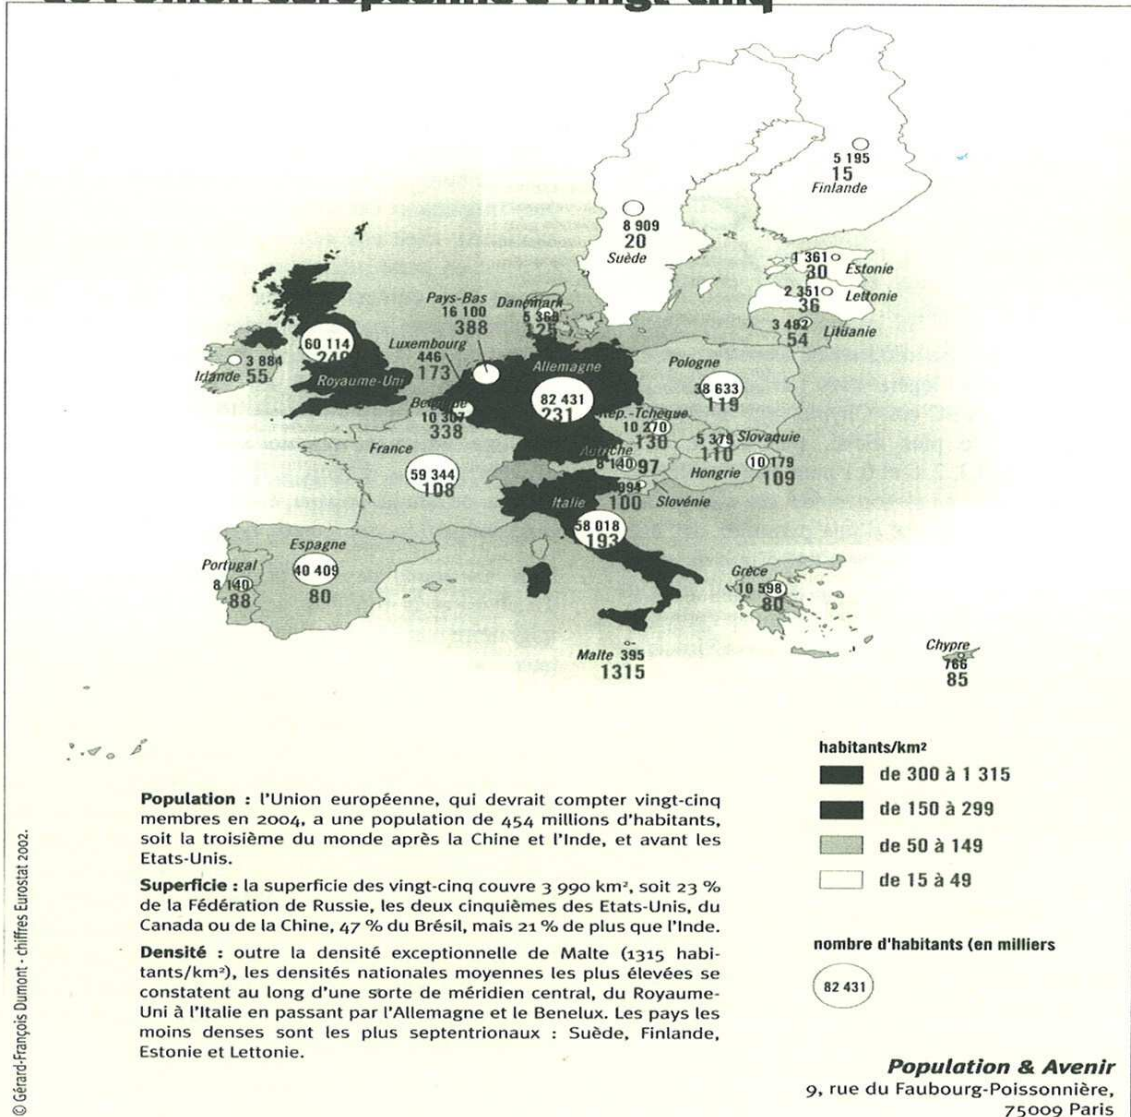 de l'Union européenne à vingt-cinq
5 195
15
Finlande
8 909
20
Suède
1 361
30
Estonie
2 351
36
Lettonie
3 482
54
Lituanie
Pays-Bas
16 100
388
Danemark
5 368
125
Luxembourg
446
173
60 114
Royaume-Uni
3 884
Irlande 55
Allemagne
82 431
231
Pologne
38 633
119
Belgique
10 307
338
Rép.-Tchèque
10 270
130
5 379 Slovaquie
110
France
59 344
108
Autriche
8 140 97
10 179
Hongrie 109
100 Slovénie
Italie
58 018
193
Espagne
40 409
80
Portugal
8 140
88
Grèce
10 598
80
Malte 395
1315
Chypre
766
85
habitants/km²
de 300 à 1 315
de 150 à 299
de 50 à 149
de 15 à 49
nombre d'habitants (en milliers
82 431
Population : l'Union européenne, qui devrait compter vingt-cinq
membres en 2004, a une population de 454 millions d'habitants,
soit la troisième du monde après la Chine et l'Inde, et avant les
Etats-Unis.
Superficie : la superficie des vingt-cinq couvre 3 990 km², soit 23 %
de la Fédération de Russie, les deux cinquièmes des Etats-Unis, du
Canada ou de la Chine, 47 % du Brésil, mais 21 % de plus que l'Inde.
Densité : outre la densité exceptionnelle de Malte (1315 habi-
tants/km²), les densités nationales moyennes les plus élevées se
constatent au long d'une sorte de méridien central, du Royaume-
Uni à l'Italie en passant par l'Allemagne et le Benelux. Les pays les
moins denses sont les plus septentrionaux : Suède, Finlande,
Estonie et Lettonie.
© Gérard-François Dumont - chiffres Eurostat 2002.
Population & Avenir
9, rue du Faubourg-Poissonnière,
75009 Paris